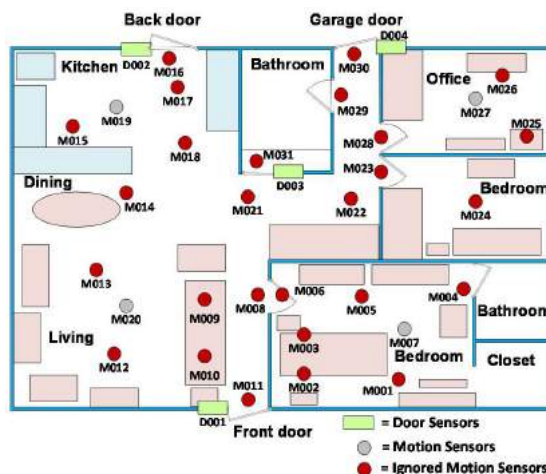 Back door
Garage door
D002
D004
Kitchen
M016
Bathroom
M030
Office
M017
M026
M019
M029
M027
M015
M018
M028
M025
M031
M023
Dining
D003
Bedroom
M014
M021
M022
M024
M013
M006
M004
M020
M009
M008
M005
Bathroom
Living
M003
M007
M012
M010
Bedroom
Closet
M011
M002
M001
D001
Front door
= Door Sensors
= Motion Sensors
= Ignored Motion Sensors